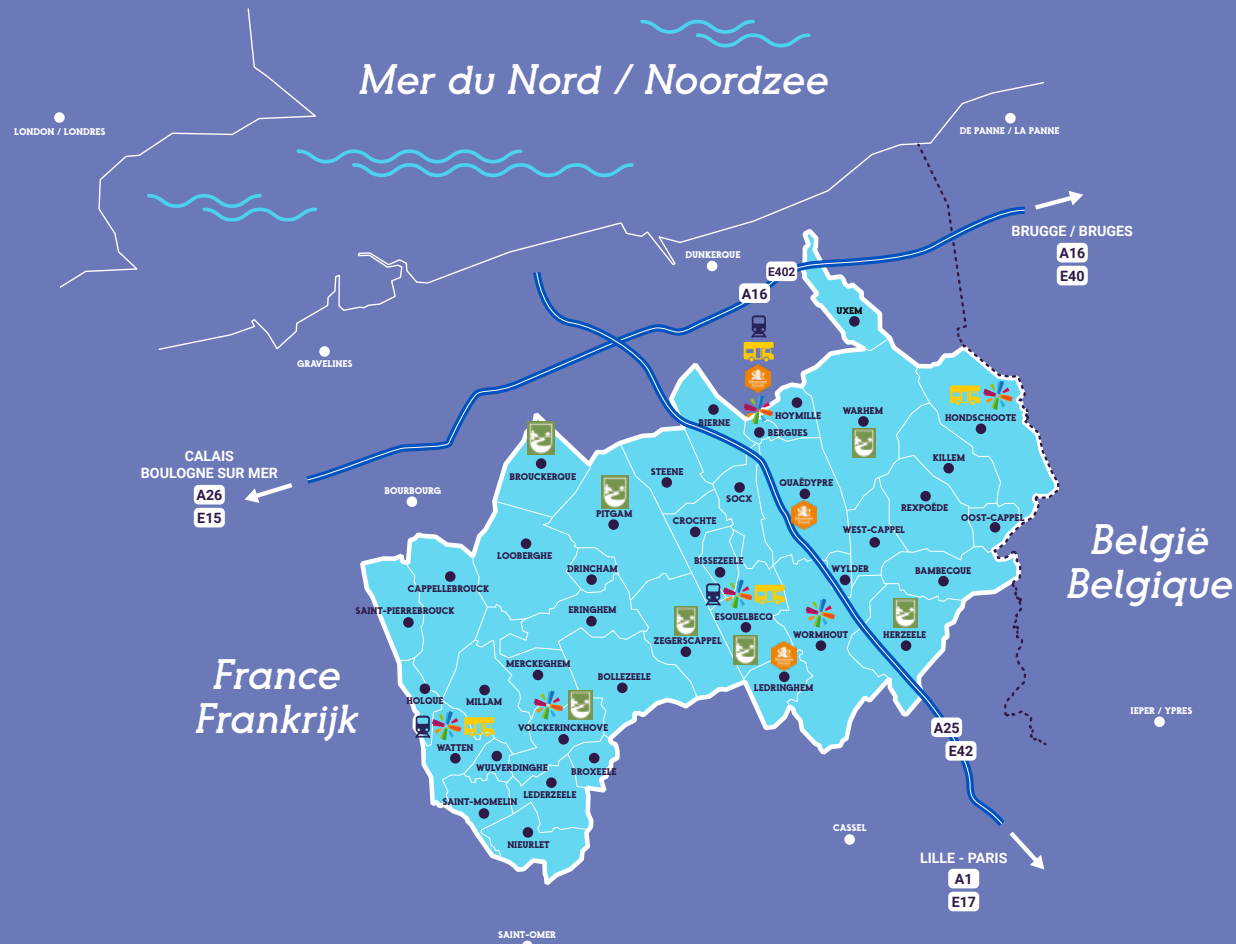 Mer du Nord / Noordzee
LONDON / LONDRES
DE PANNE / LA PANNE
BRUGGE / BRUGES
A16
E40
DUNKERQUE
E402
A16
UXEM
GRAVELINES
HONDSCHOOTE
HOYMILLE
WARHEM
BIERNE
BERGUES
CALAIS
BOULOGNE SUR MER
A26
E15
BOURBOURG
BROUCKERQUE
STEENE
KILLEM
QUAËDYPRE
SOCX
REXPOËDE
PITGAM
CROCHTE
OOST-CAPPEL
WEST-CAPPEL
België
Belgique
LOOBERGHE
BISSEZEELE
DRINCHAM
WYLDER
BAMBECQUE
CAPPELLEBROUCK
SAINT-PIERREBROUCK
ERINGHEM
ESQUELBECQ
ZEGERSCAPPEL
WORMHOUT
HERZEELE
France
Frankrijk
MERCKEGHEM
BOLLEZEELE
LEDRINGHEM
HOLQUE
MILLAM
IEPER / YPRES
VOLCKERINCKHOVE
A25
E42
WATTEN
WULVERDINGHE
BROXEELE
LEDERZEELE
SAINT-MOMELIN
NIEURLET
CASSEL
LILLE - PARIS
A1
E17
SAINT-OMER